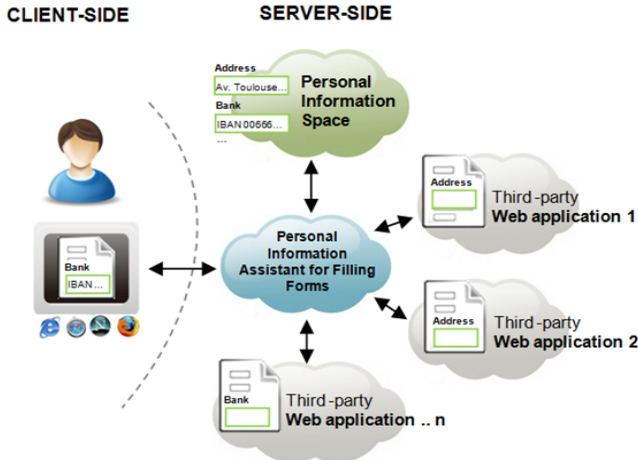 CLIENT-SIDE
SERVER-SIDE
Address
Av. Toulouse...
Bank
IBAN 00666...
...
Personal
Information
Space
Address
Third-party
Web application 1
Personal
Information
Assistant for Filling
Forms
Bank
IBAN ...
Address
Third-party
Web application 2
Bank
Third-party
Web application .. n